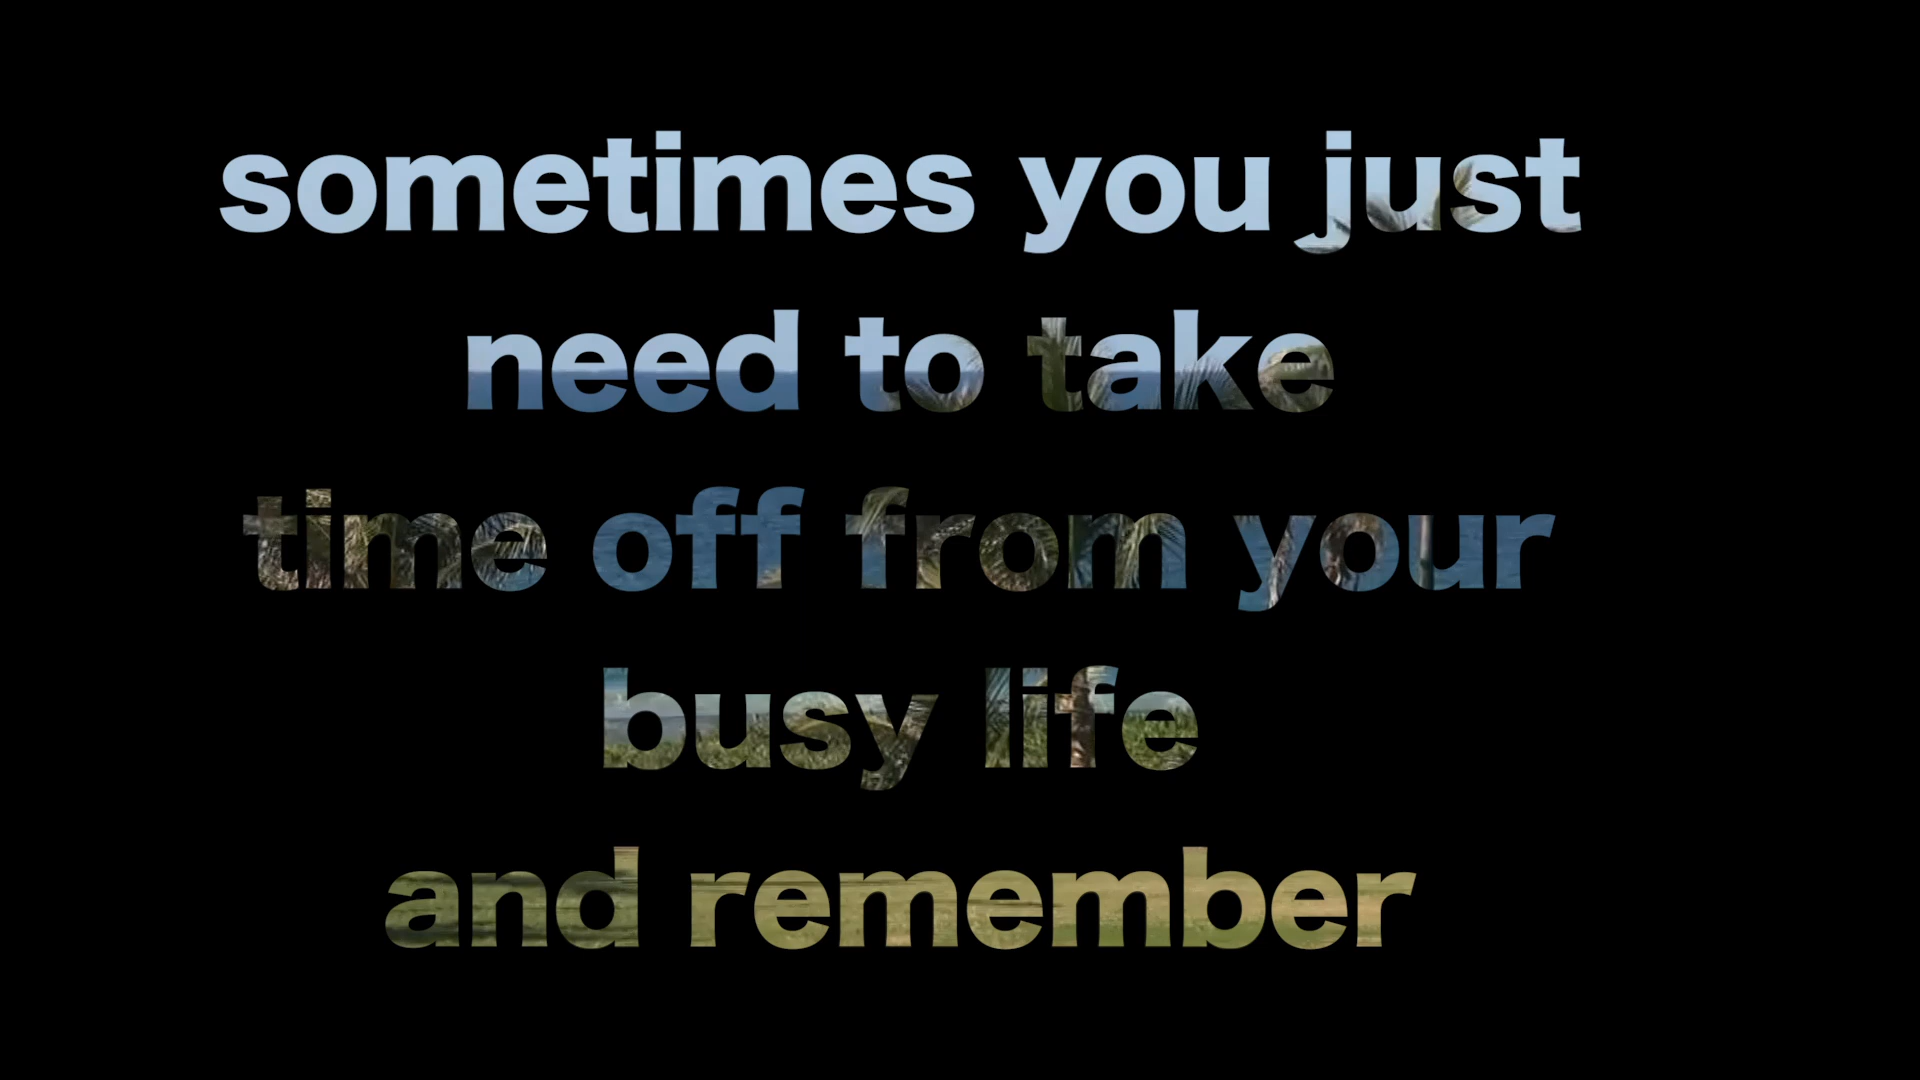 sometimes you just
need to take
time off from your
busy life
and remember